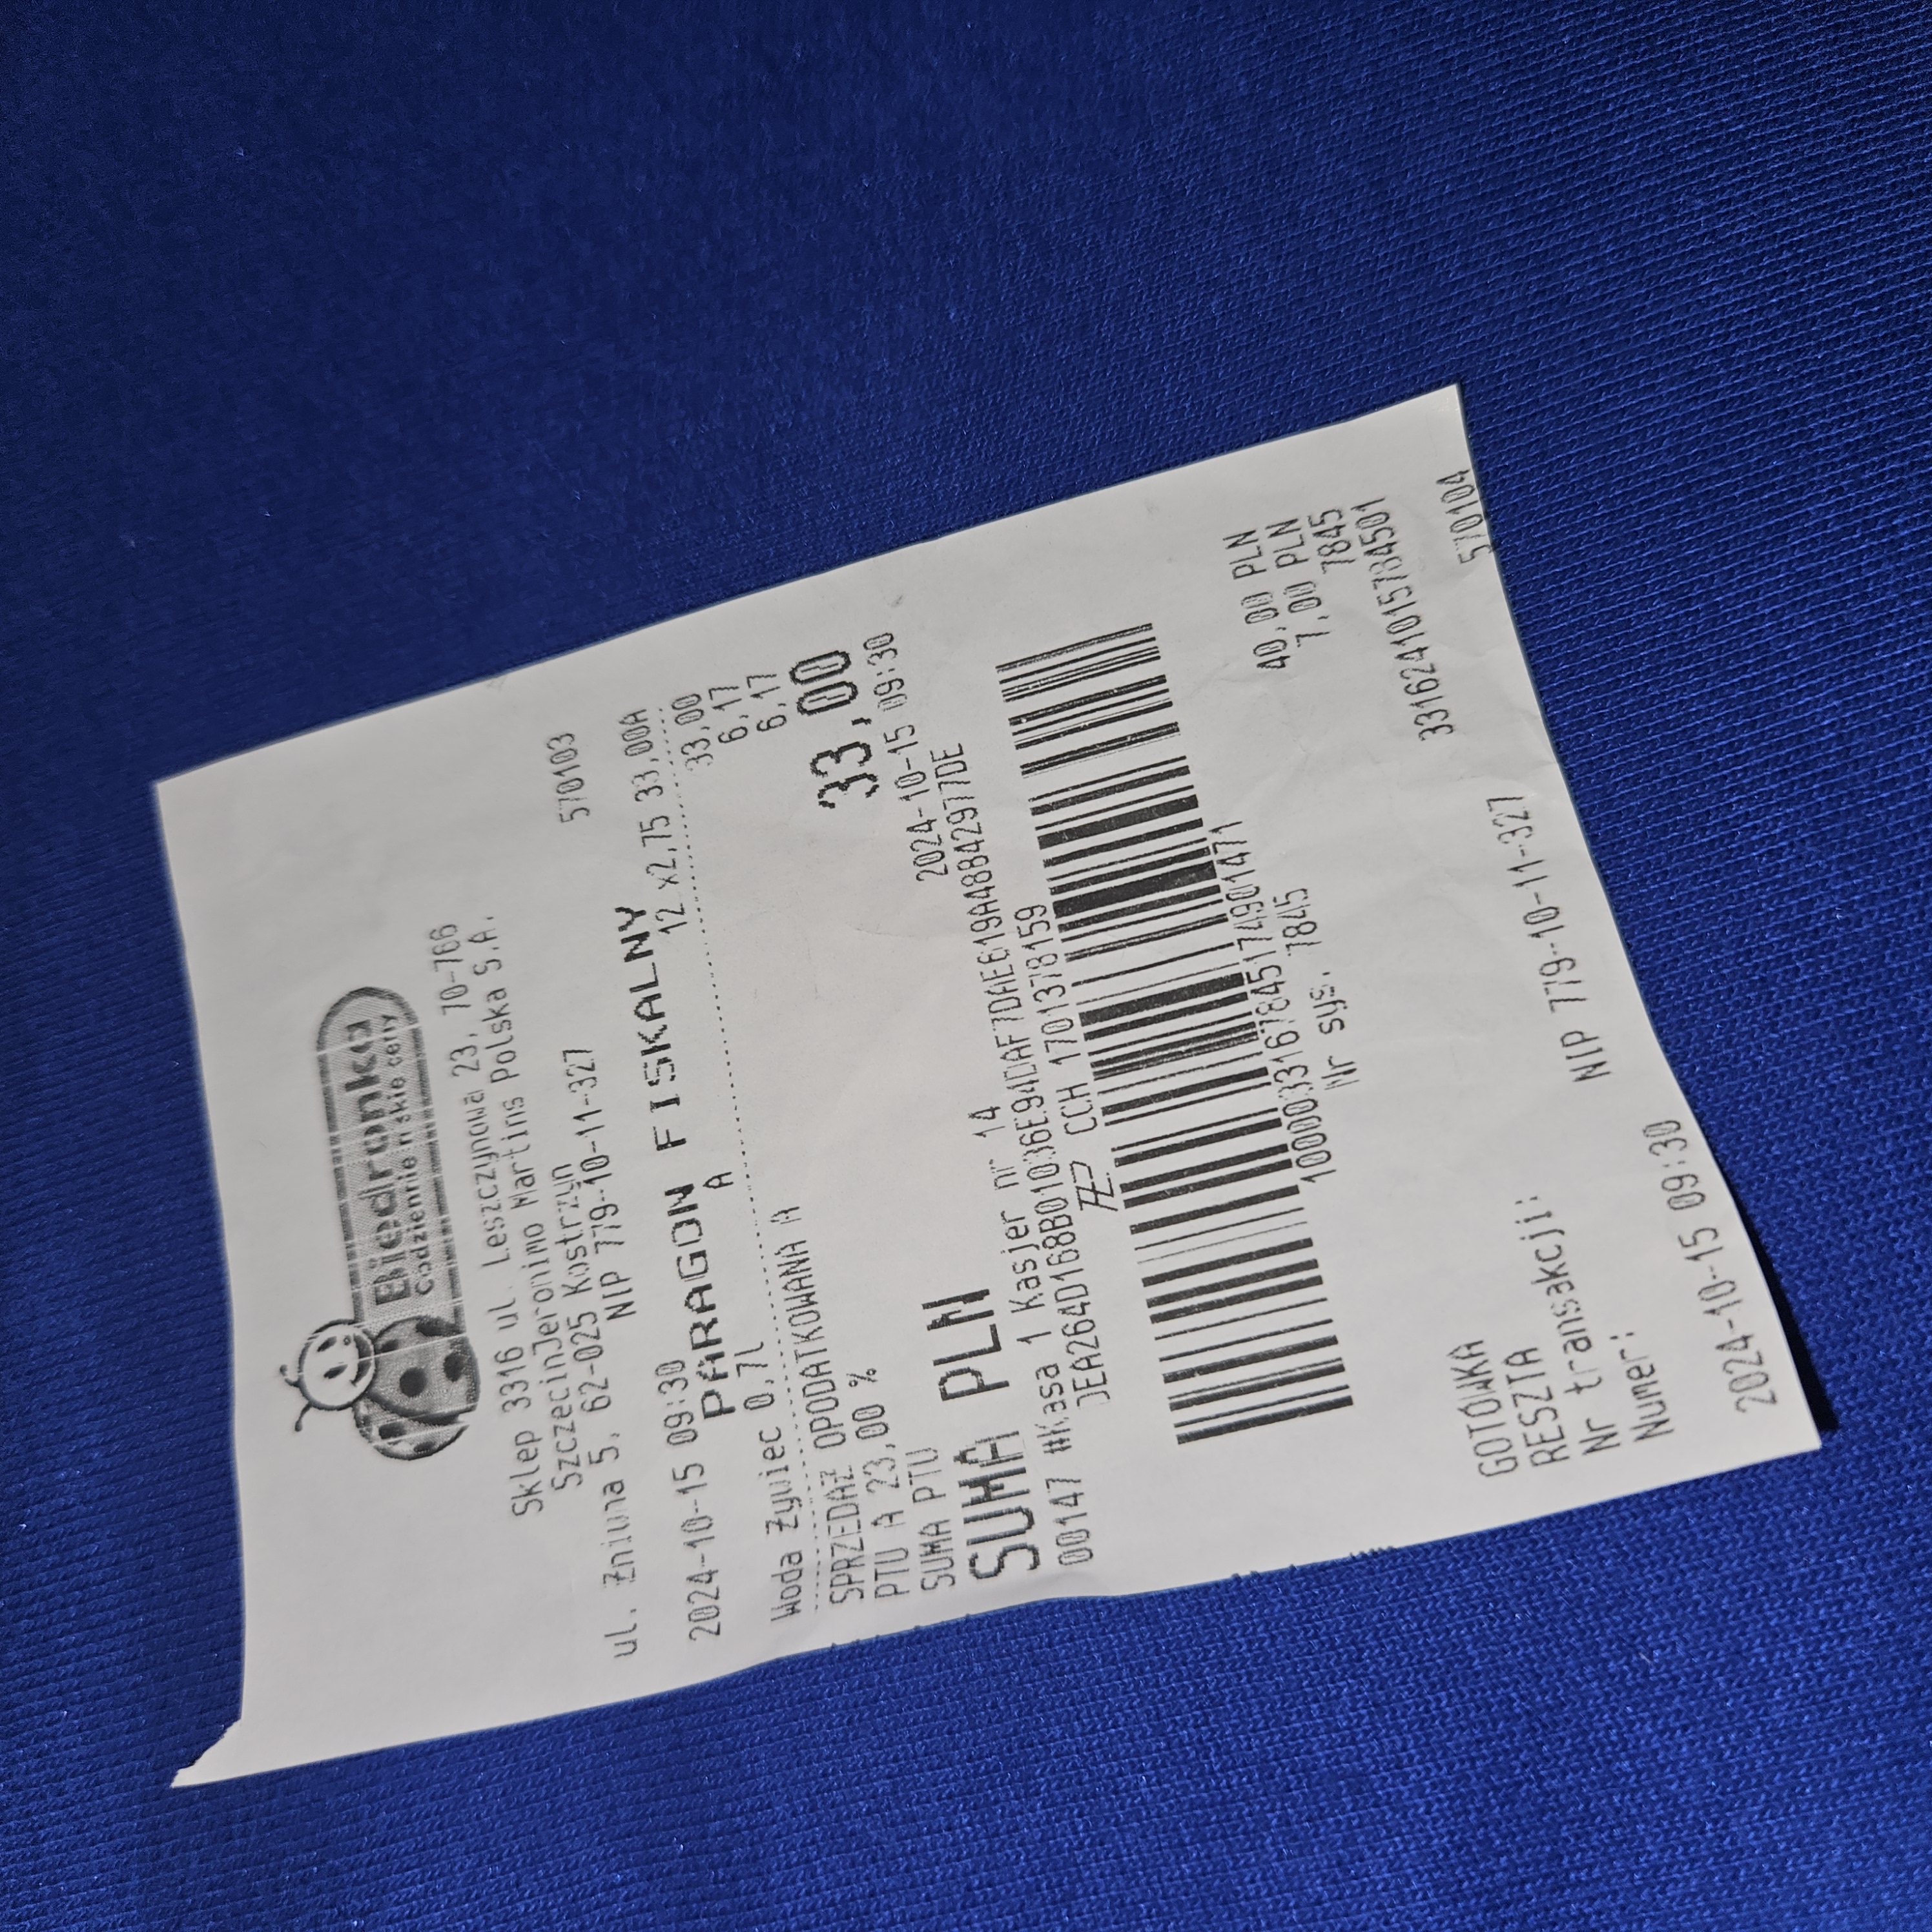 Biedronka
Codziennie niskie ceny
Sklep 3316 ul. Leszczynowa 23, 70-766
SzczecinJeronimo Martins Polska S.A.
ul. Żniwna 5, 62-025 Kostrzyn
NIP 779-10-11-327
2024-10-15 09:30 570103
PARAGON FISKALNY
Woda Żywiec 0,7l A 12 x2,75 33,00A
SPRZEDAŻ OPODATKOWANA A 33,00
PTU A 23,00 % 6,17
SUMA PTU 6,17
SUMA PLN 33,00
00147 #Kasa 1 Kasjer nr 14 2024-10-15 09:30
CCH 1701378159
1000033167845174901471
Nr sys. 7845
GOTÓWKA 40,00 PLN
RESZTA 7,00 PLN
Nr transakcji: 7845
Numer: 3316241015784501
2024-10-15 09:30 NIP 779-10-11-327 570104